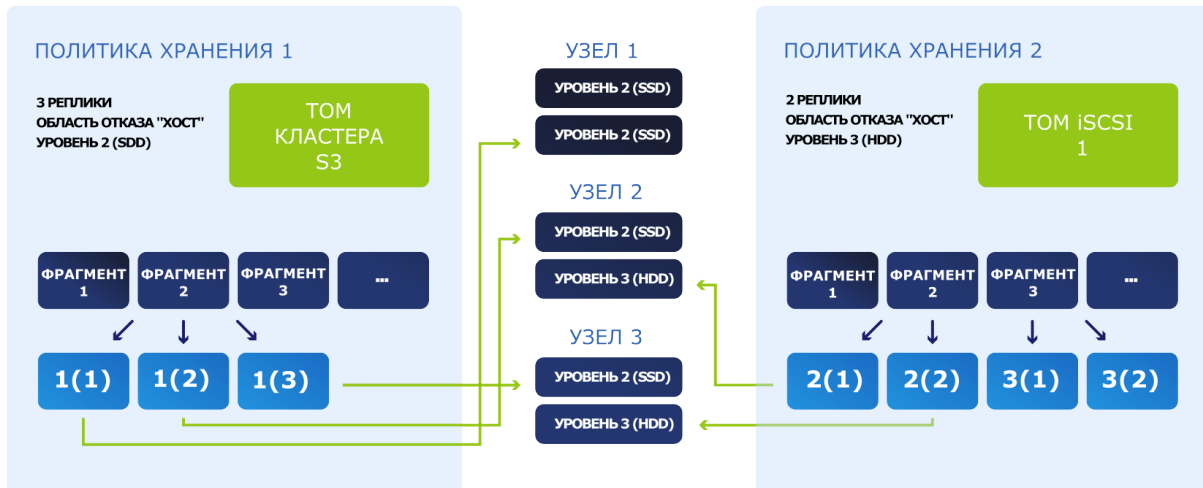 ПОЛИТИКА ХРАНЕНИЯ 1
3 РЕПЛИКИ
ОБЛАСТЬ ОТКАЗА "ХОСТ"
УРОВЕНЬ 2 (SDD)
ТОМ
КЛАСТЕРА
S3
ФРАГМЕНТ
1
ФРАГМЕНТ
2
ФРАГМЕНТ
3
...
1(1)
1(2)
1(3)
УЗЕЛ 1
УРОВЕНЬ 2 (SSD)
УРОВЕНЬ 2 (SSD)
УЗЕЛ 2
УРОВЕНЬ 2 (SSD)
УРОВЕНЬ 3 (HDD)
УЗЕЛ 3
УРОВЕНЬ 2 (SSD)
УРОВЕНЬ 3 (HDD)
ПОЛИТИКА ХРАНЕНИЯ 2
2 РЕПЛИКИ
ОБЛАСТЬ ОТКАЗА "ХОСТ"
УРОВЕНЬ 3 (HDD)
ТОМ iSCSI
1
ФРАГМЕНТ
1
ФРАГМЕНТ
2
ФРАГМЕНТ
3
...
2(1)
2(2)
3(1)
3(2)